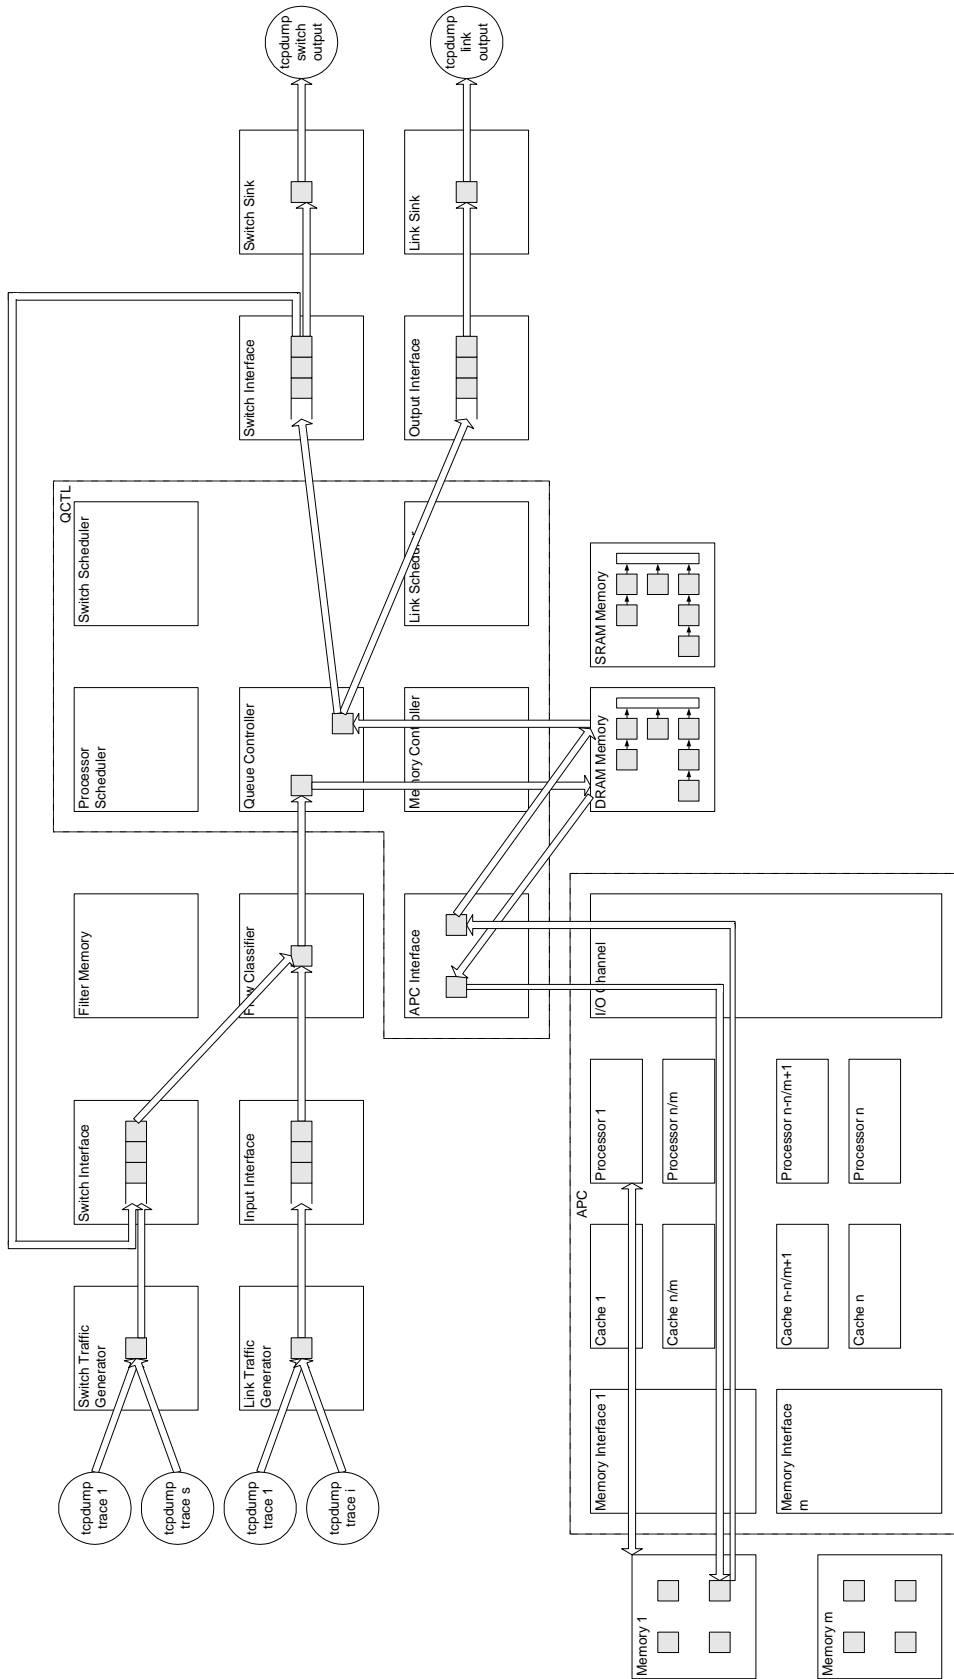 tcpdump
trace 1
tcpdump
trace s
Switch Traffic
Generator
Switch Interface
Filter Memory
QCTL
Processor
Scheduler
Switch Scheduler
tcpdump
trace 1
tcpdump
trace i
Link Traffic
Generator
Input Interface
Flow Classifier
Queue Controller
Switch Interface
Switch Sink
tcpdump
switch
output
APC Interface
Memory Controller
Link Scheduler
Output Interface
Link Sink
tcpdump
link
output
APC
Memory 1
Memory Interface 1
Cache 1
Processor 1
I/O Channel
DRAM Memory
SRAM Memory
Cache n/m
Processor n/m
Memory m
Memory Interface
m
Cache n-n/m+1
Processor n-n/m+1
Cache n
Processor n